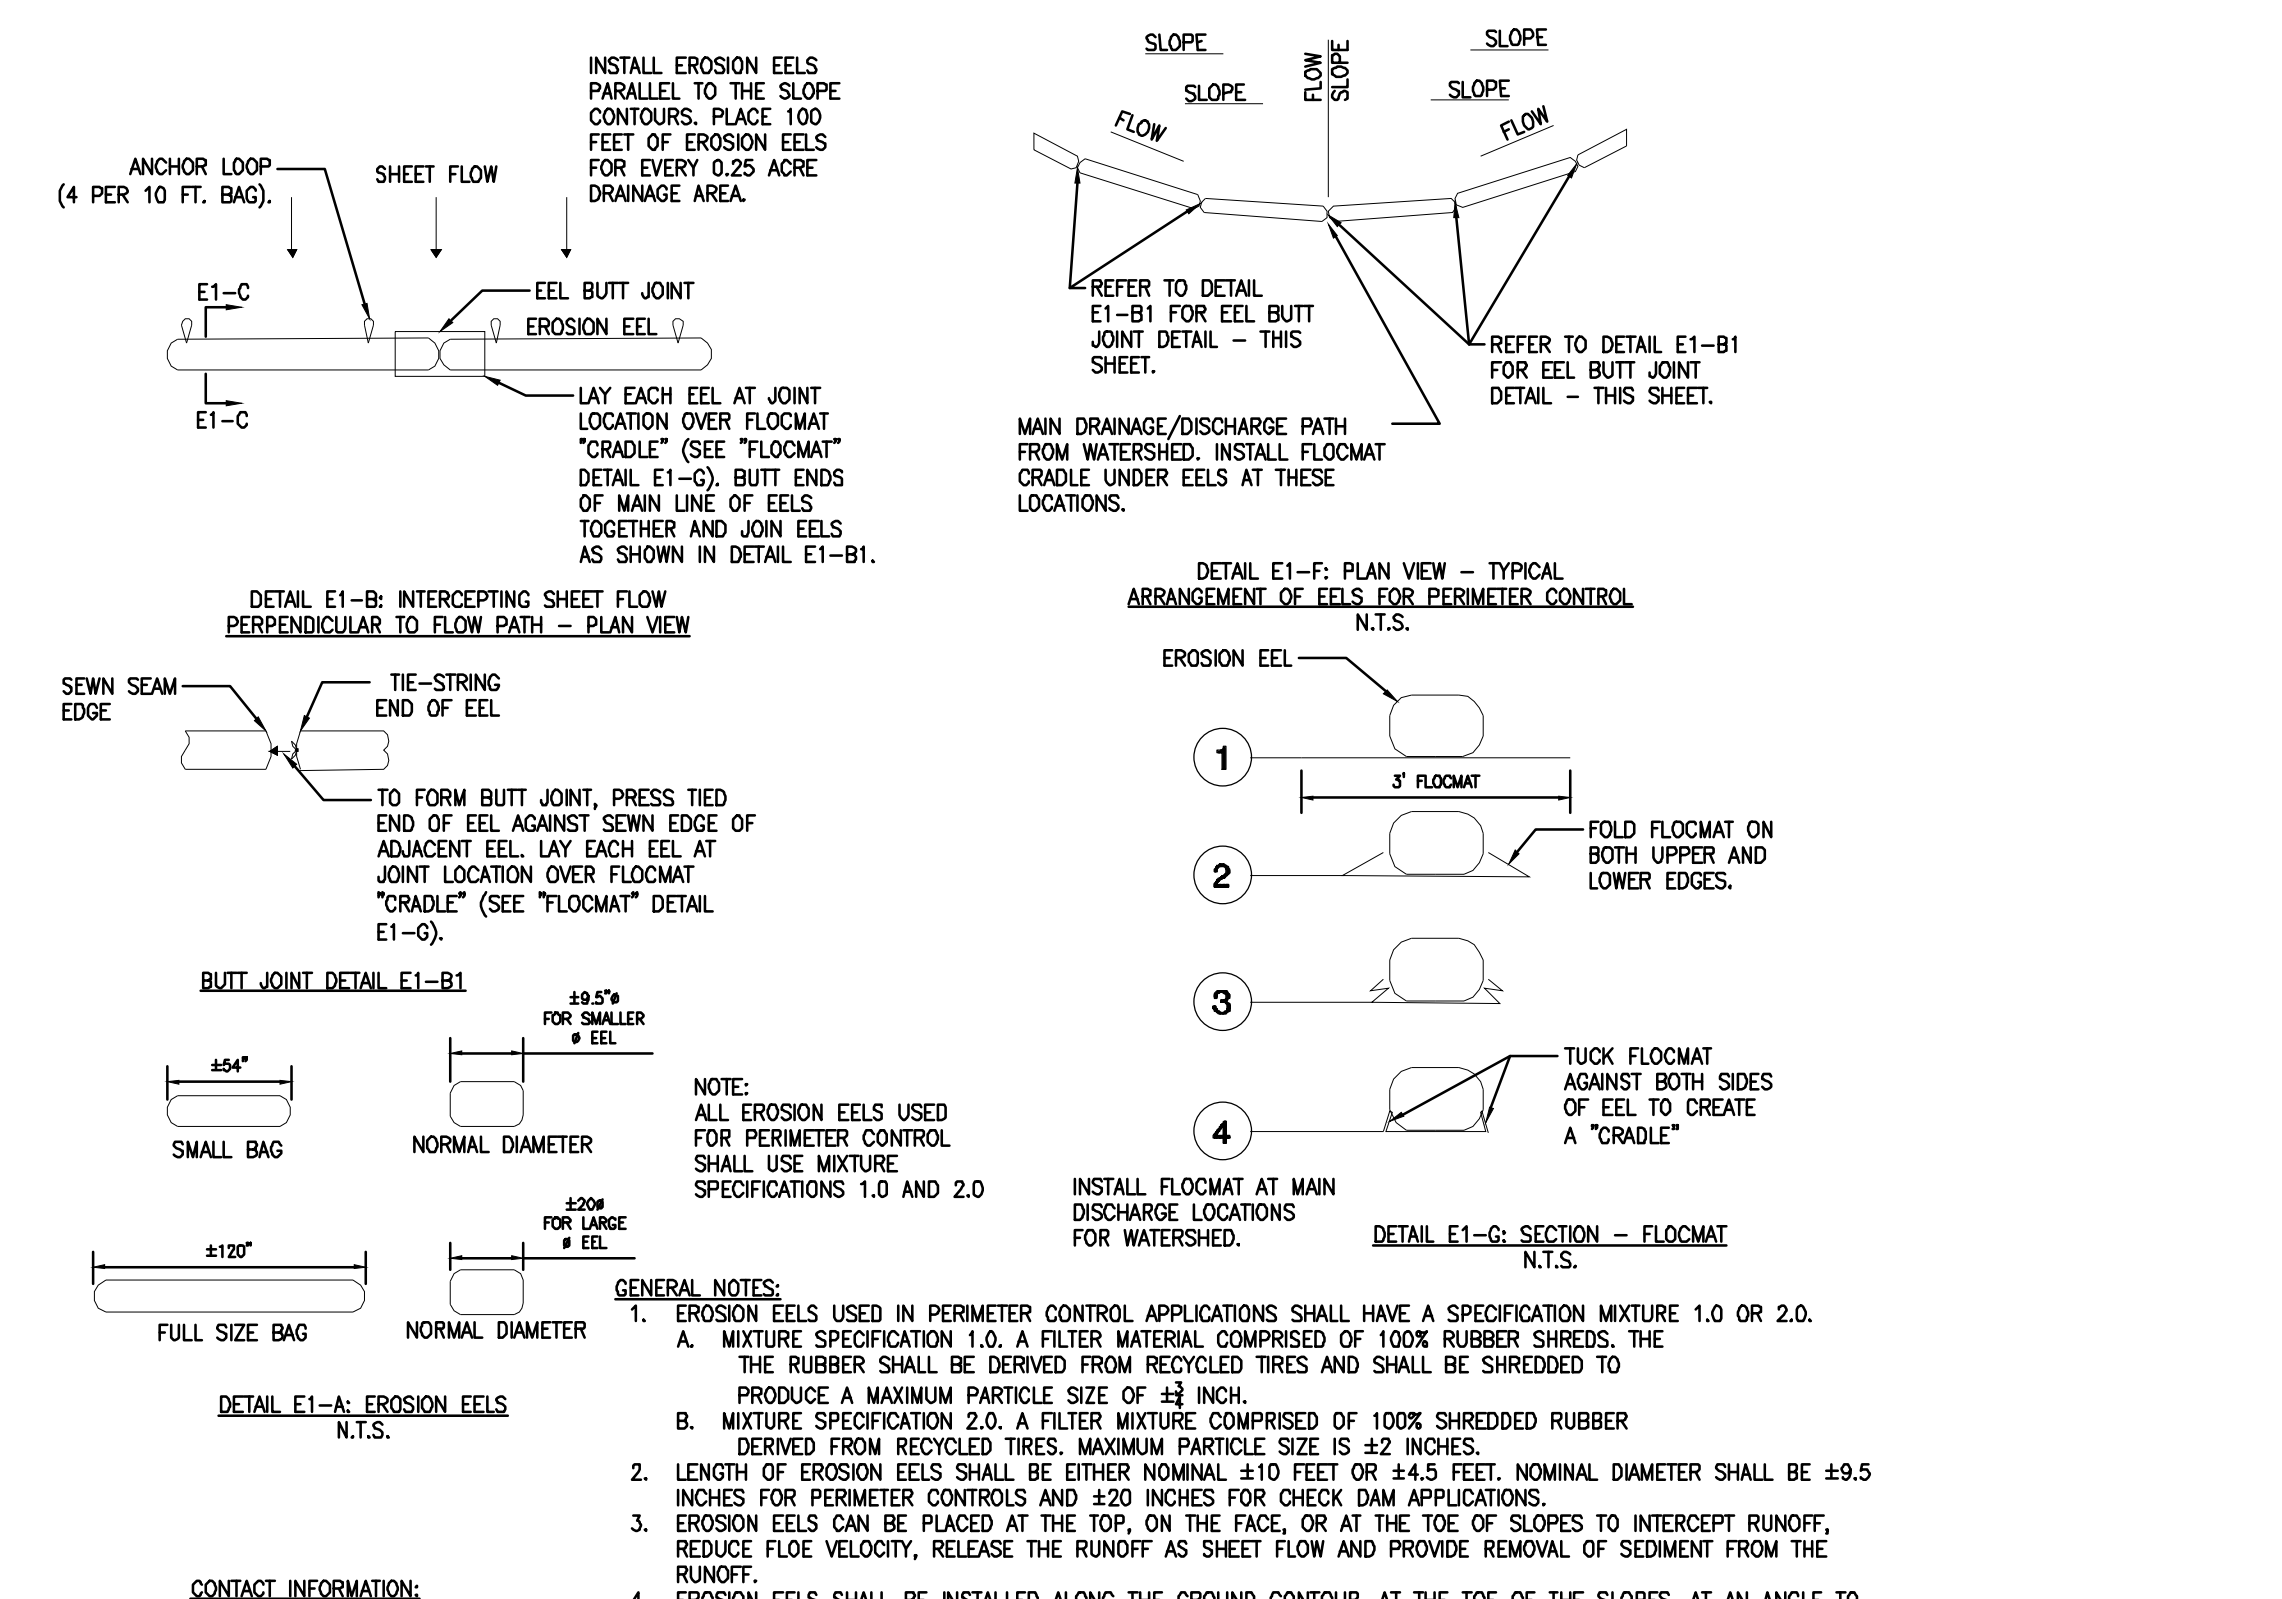 INSTALL EROSION EELS
PARALLEL TO THE SLOPE
CONTOURS. PLACE 100
FEET OF EROSION EELS
FOR EVERY 0.25 ACRE
DRAINAGE AREA.
ANCHOR LOOP
(4 PER 10 FT. BAG).
SHEET FLOW
E1-C
EEL BUTT JOINT
EROSION EEL
E1-C
LAY EACH EEL AT JOINT
LOCATION OVER FLOCMAT
"CRADLE" (SEE "FLOCMAT"
DETAIL E1-G). BUTT ENDS
OF MAIN LINE OF EELS
TOGETHER AND JOIN EELS
AS SHOWN IN DETAIL E1-B1.
DETAIL E1-B: INTERCEPTING SHEET FLOW
PERPENDICULAR TO FLOW PATH - PLAN VIEW
SEWN SEAM
EDGE
TIE-STRING
END OF EEL
TO FORM BUTT JOINT, PRESS TIED
END OF EEL AGAINST SEWN EDGE OF
ADJACENT EEL. LAY EACH EEL AT
JOINT LOCATION OVER FLOCMAT
"CRADLE" (SEE "FLOCMAT" DETAIL
E1-G).
BUTT JOINT DETAIL E1-B1
±9.5"ø
FOR SMALLER
ø EEL
±54"
SMALL BAG
NORMAL DIAMETER
NOTE:
ALL EROSION EELS USED
FOR PERIMETER CONTROL
SHALL USE MIXTURE
SPECIFICATIONS 1.0 AND 2.0
±20ø
FOR LARGE
ø EEL
±120"
FULL SIZE BAG
NORMAL DIAMETER
DETAIL E1-A: EROSION EELS
N.T.S.
SLOPE
SLOPE
SLOPE
SLOPE
FLOW
SLOPE
FLOW
FLOW
REFER TO DETAIL
E1-B1 FOR EEL BUTT
JOINT DETAIL - THIS
SHEET.
REFER TO DETAIL E1-B1
FOR EEL BUTT JOINT
DETAIL - THIS SHEET.
MAIN DRAINAGE/DISCHARGE PATH
FROM WATERSHED. INSTALL FLOCMAT
CRADLE UNDER EELS AT THESE
LOCATIONS.
DETAIL E1-F: PLAN VIEW - TYPICAL
ARRANGEMENT OF EELS FOR PERIMETER CONTROL
N.T.S.
EROSION EEL
1
3' FLOCMAT
2
FOLD FLOCMAT ON
BOTH UPPER AND
LOWER EDGES.
3
TUCK FLOCMAT
AGAINST BOTH SIDES
OF EEL TO CREATE
A "CRADLE"
4
INSTALL FLOCMAT AT MAIN
DISCHARGE LOCATIONS
FOR WATERSHED.
DETAIL E1-G: SECTION - FLOCMAT
N.T.S.
GENERAL NOTES:
1. EROSION EELS USED IN PERIMETER CONTROL APPLICATIONS SHALL HAVE A SPECIFICATION MIXTURE 1.0 OR 2.0.
A. MIXTURE SPECIFICATION 1.0. A FILTER MATERIAL COMPRISED OF 100% RUBBER SHREDS. THE
THE RUBBER SHALL BE DERIVED FROM RECYCLED TIRES AND SHALL BE SHREDDED TO
PRODUCE A MAXIMUM PARTICLE SIZE OF ±3/4 INCH.
B. MIXTURE SPECIFICATION 2.0. A FILTER MIXTURE COMPRISED OF 100% SHREDDED RUBBER
DERIVED FROM RECYCLED TIRES. MAXIMUM PARTICLE SIZE IS ±2 INCHES.
2. LENGTH OF EROSION EELS SHALL BE EITHER NOMINAL ±10 FEET OR ±4.5 FEET. NOMINAL DIAMETER SHALL BE ±9.5
INCHES FOR PERIMETER CONTROLS AND ±20 INCHES FOR CHECK DAM APPLICATIONS.
3. EROSION EELS CAN BE PLACED AT THE TOP, ON THE FACE, OR AT THE TOE OF SLOPES TO INTERCEPT RUNOFF,
REDUCE FLOE VELOCITY, RELEASE THE RUNOFF AS SHEET FLOW AND PROVIDE REMOVAL OF SEDIMENT FROM THE
RUNOFF.
4. EROSION EELS SHALL BE INSTALLED ALONG THE GROUND CONTOUR, AT THE TOE OF THE SLOPES, AT AN ANGLE TO
CONTACT INFORMATION: